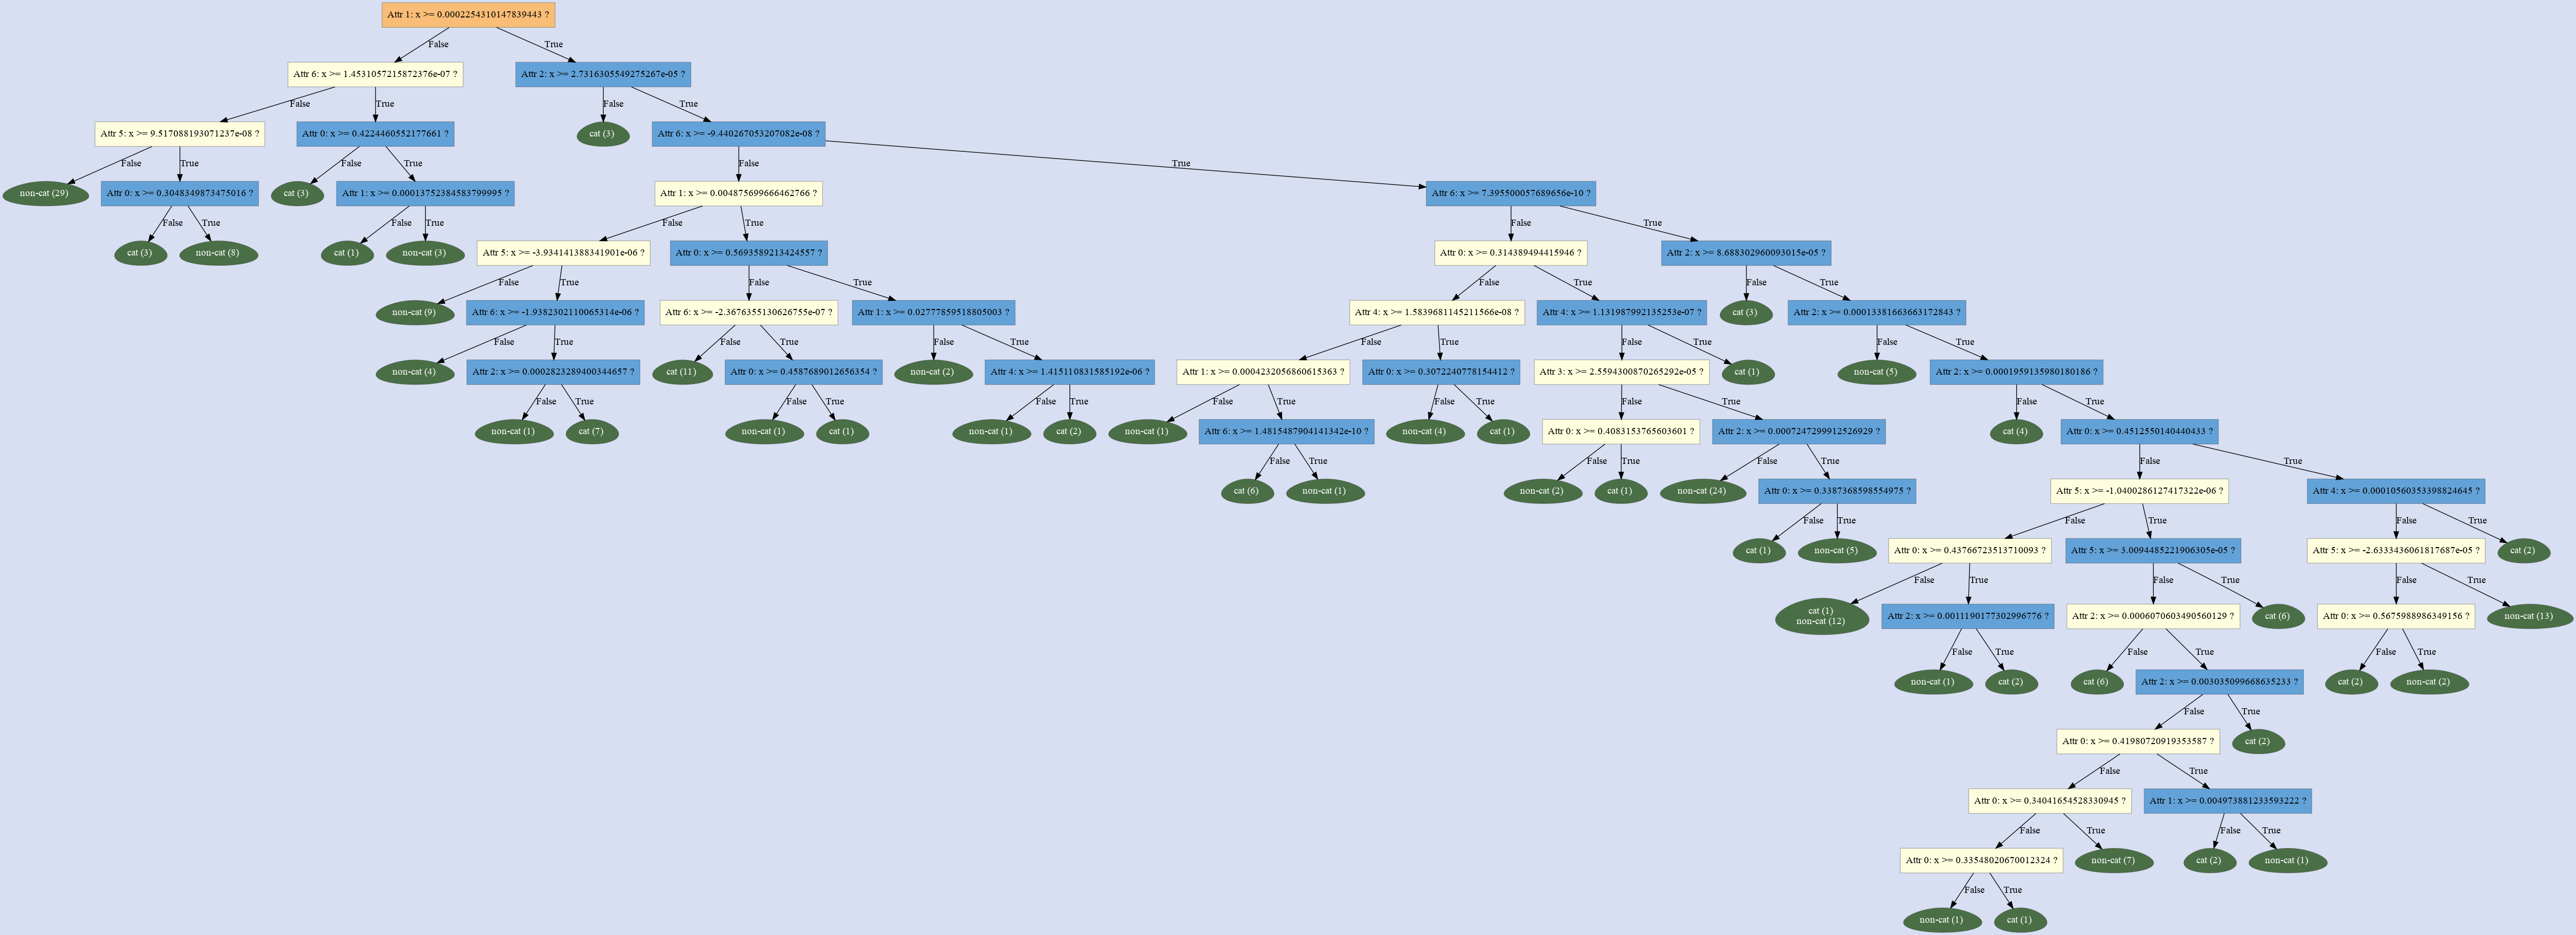 Attr 1: x >= 0.0002254310147839443 ?
False
True
Attr 6: x >= 1.4531057215872376e-07 ?
Attr 2: x >= 2.7316305549275267e-05 ?
False
True
False
True
Attr 5: x >= 9.517088193071237e-08 ?
Attr 0: x >= 0.4224460552177661 ?
cat (3)
Attr 6: x >= -9.440267053207082e-08 ?
False
True
False
True
False
True
non-cat (29)
Attr 0: x >= 0.3048349873475016 ?
cat (3)
Attr 1: x >= 0.00013752384583799995 ?
Attr 1: x >= 0.004875699666462766 ?
Attr 6: x >= 7.395500057689656e-10 ?
False
True
False
True
False
True
False
True
cat (3)
non-cat (8)
cat (1)
non-cat (3)
Attr 5: x >= -3.934141388341901e-06 ?
Attr 0: x >= 0.5693589213424557 ?
Attr 0: x >= 0.314389494415946 ?
Attr 2: x >= 8.688302960093015e-05 ?
False
True
False
True
False
True
False
True
non-cat (9)
Attr 6: x >= -1.9382302110065314e-06 ?
Attr 6: x >= -2.3676355130626755e-07 ?
Attr 1: x >= 0.02777859518805003 ?
Attr 4: x >= 1.5839681145211566e-08 ?
Attr 4: x >= 1.131987992135253e-07 ?
cat (3)
Attr 2: x >= 0.00013381663663172843 ?
False
True
False
True
False
True
False
True
False
True
False
True
non-cat (4)
Attr 2: x >= 0.0002823289400344657 ?
cat (11)
Attr 0: x >= 0.4587689012656354 ?
non-cat (2)
Attr 4: x >= 1.415110831585192e-06 ?
Attr 1: x >= 0.0004232056860615363 ?
Attr 0: x >= 0.3072240778154412 ?
Attr 3: x >= 2.5594300870265292e-05 ?
cat (1)
non-cat (5)
Attr 2: x >= 0.0001959135980180186 ?
False
True
False
True
False
True
False
True
False
True
False
True
False
True
non-cat (1)
cat (7)
non-cat (1)
cat (1)
non-cat (1)
cat (2)
non-cat (1)
Attr 6: x >= 1.4815487904141342e-10 ?
non-cat (4)
cat (1)
Attr 0: x >= 0.4083153765603601 ?
Attr 2: x >= 0.0007247299912526929 ?
cat (4)
Attr 0: x >= 0.4512550140440433 ?
False
True
False
True
False
True
False
True
cat (6)
non-cat (1)
non-cat (2)
cat (1)
non-cat (24)
Attr 0: x >= 0.3387368598554975 ?
Attr 5: x >= -1.0400286127417322e-06 ?
Attr 4: x >= 0.00010560353398824645 ?
False
True
False
True
False
True
cat (1)
non-cat (5)
Attr 0: x >= 0.43766723513710093 ?
Attr 5: x >= 3.0094485221906305e-05 ?
Attr 5: x >= -2.6333436061817687e-05 ?
cat (2)
False
True
False
True
False
True
cat (1)
non-cat (12)
Attr 2: x >= 0.0011190177302996776 ?
Attr 2: x >= 0.0006070603490560129 ?
cat (6)
Attr 0: x >= 0.5675988986349156 ?
non-cat (13)
False
True
False
True
False
True
non-cat (1)
cat (2)
cat (6)
Attr 2: x >= 0.003035099668635233 ?
cat (2)
non-cat (2)
False
True
Attr 0: x >= 0.41980720919353587 ?
cat (2)
False
True
Attr 0: x >= 0.34041654528330945 ?
Attr 1: x >= 0.004973881233593222 ?
False
True
False
True
Attr 0: x >= 0.33548020670012324 ?
non-cat (7)
cat (2)
non-cat (1)
False
True
non-cat (1)
cat (1)